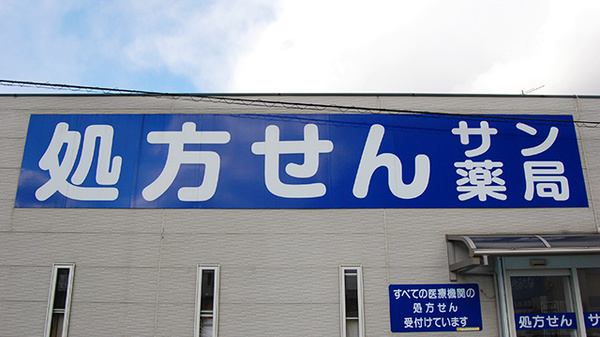 処方せん サン薬局
すべての医療機関の
処方せん
受付けています
処方せん サ